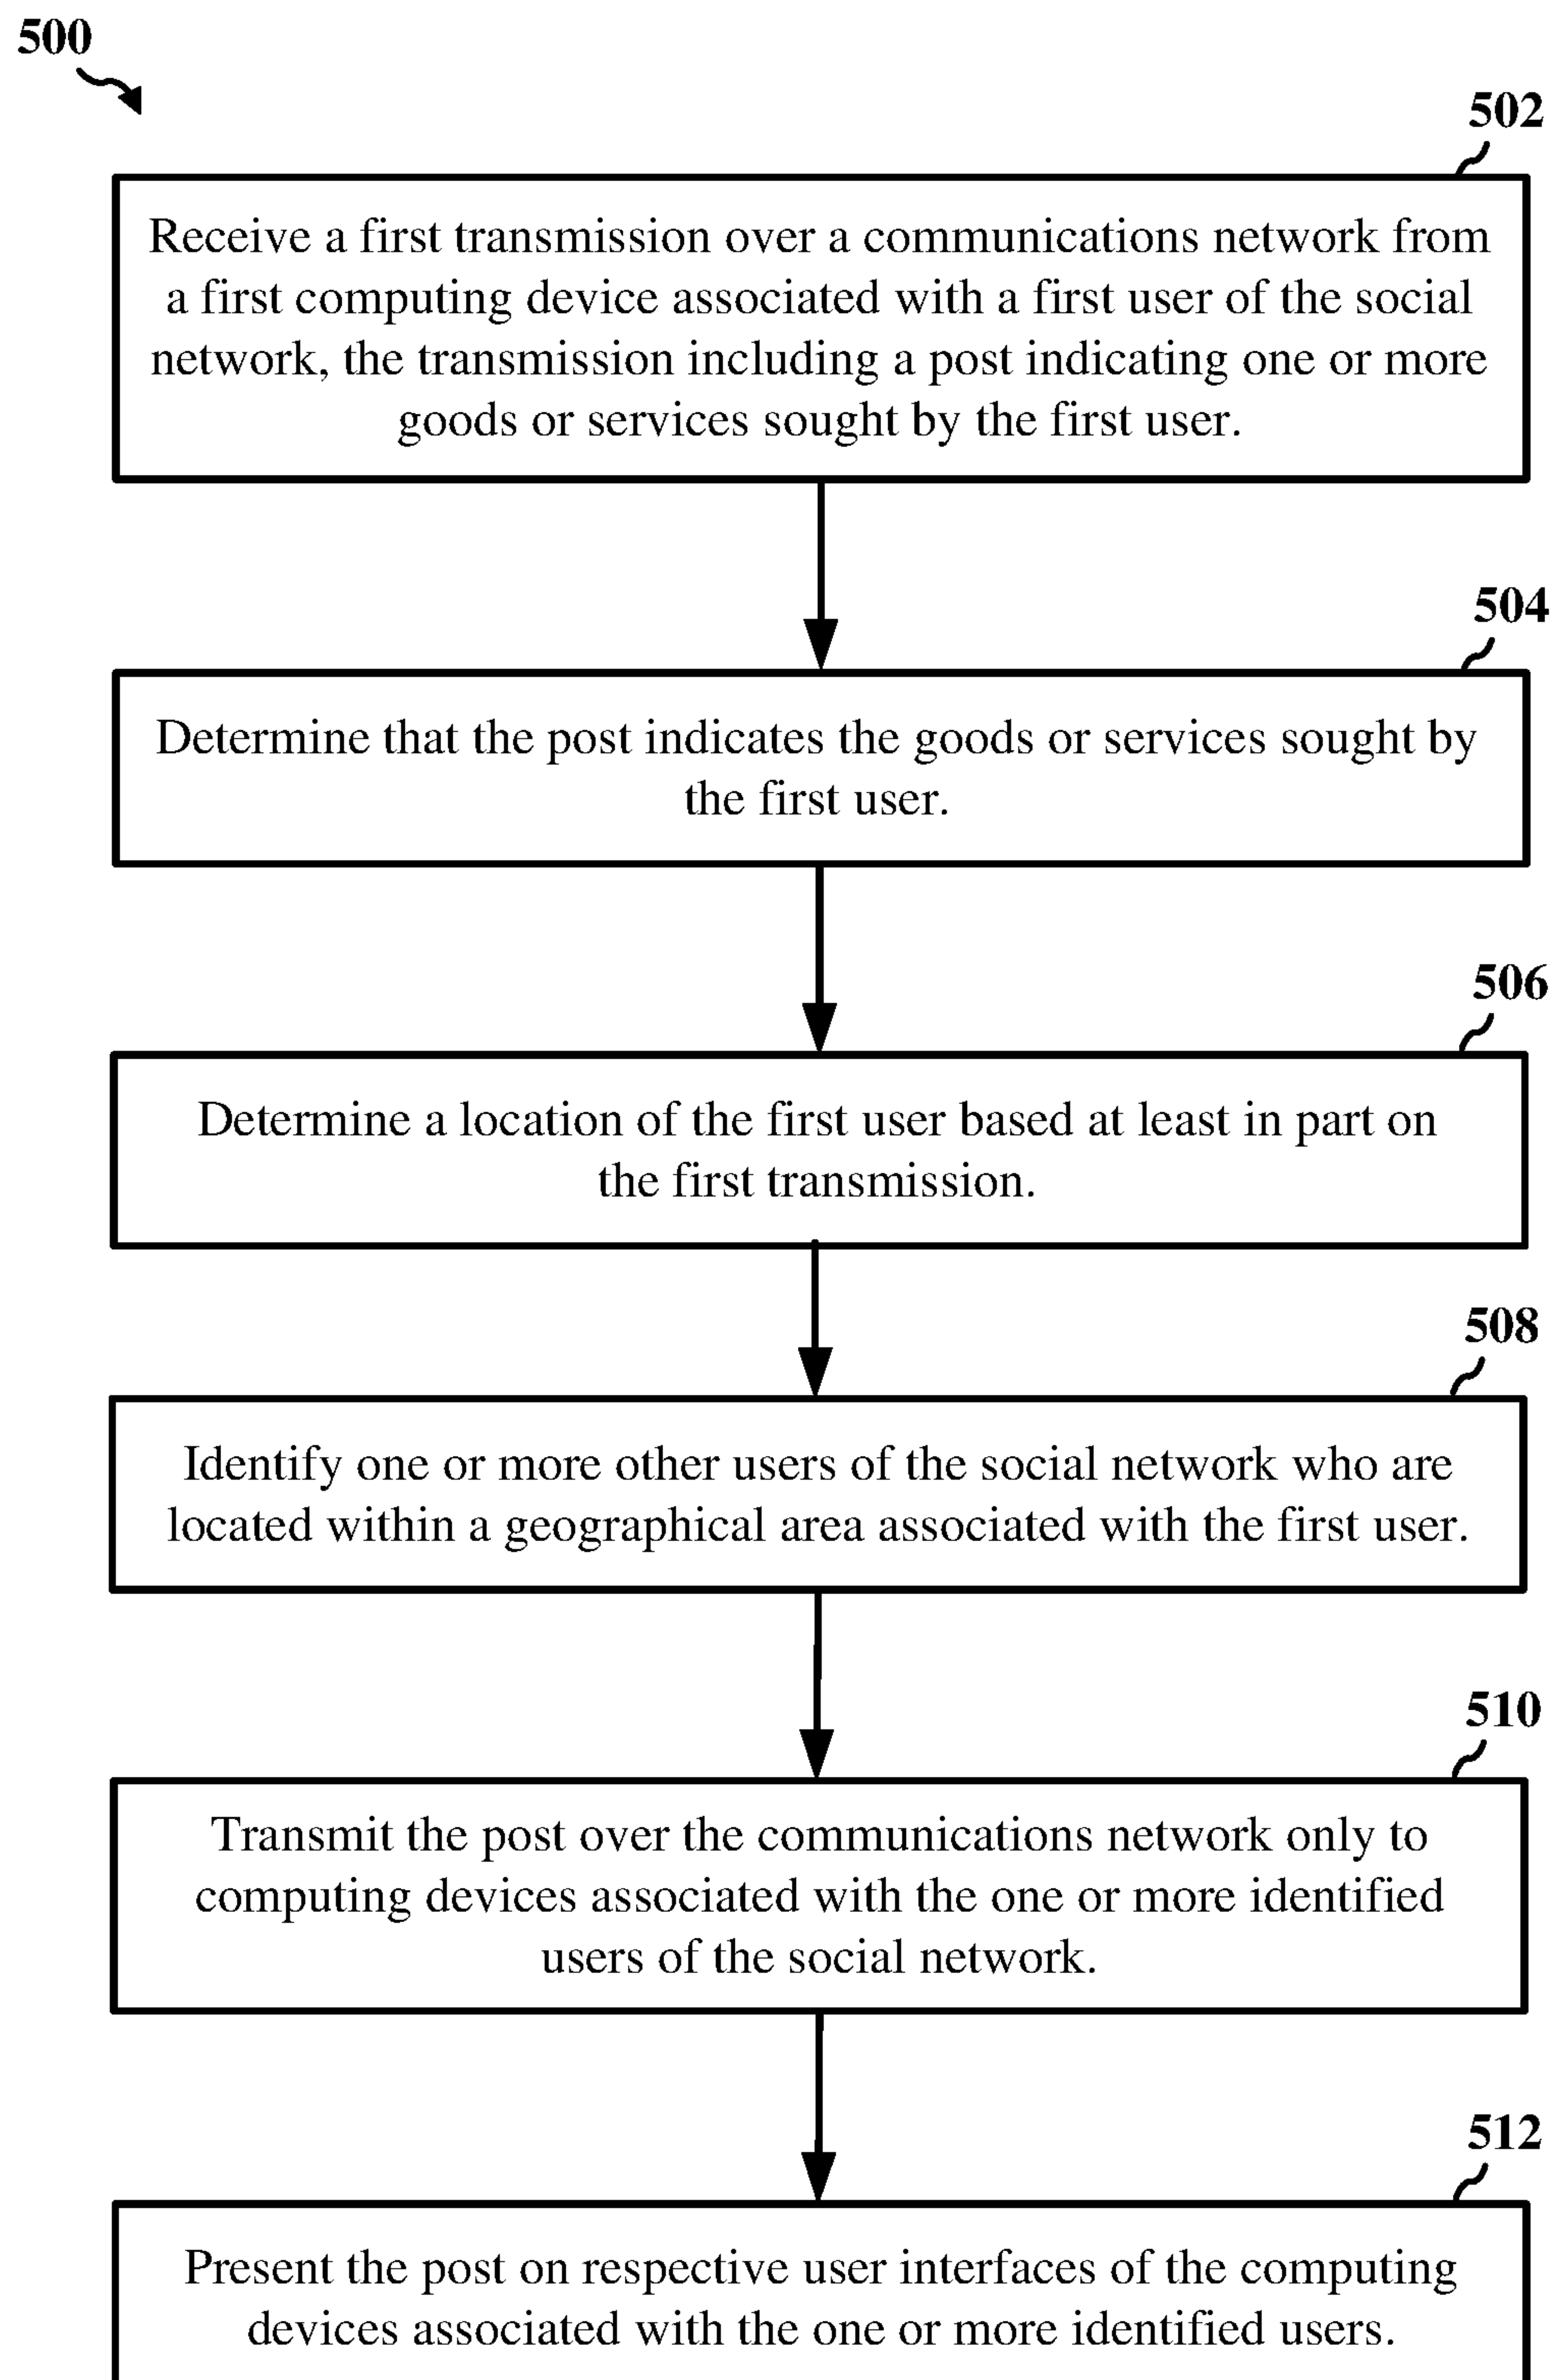 500
502
Receive a first transmission over a communications network from
a first computing device associated with a first user of the social
network, the transmission including a post indicating one or more
goods or services sought by the first user.
504
Determine that the post indicates the goods or services sought by
the first user.
506
Determine a location of the first user based at least in part on
the first transmission.
508
Identify one or more other users of the social network who are
located within a geographical area associated with the first user.
510
Transmit the post over the communications network only to
computing devices associated with the one or more identified
users of the social network.
512
Present the post on respective user interfaces of the computing
devices associated with the one or more identified users.